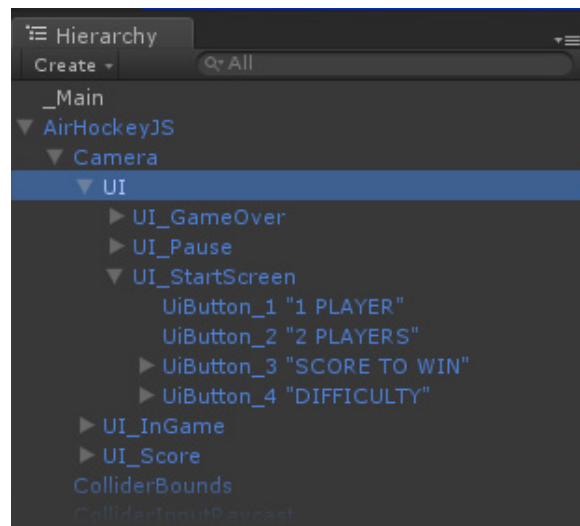 Hierarchy
Create All
_Main
AirHockeyJS
Camera
UI
UI_GameOver
UI_Pause
UI_StartScreen
UiButton_1 "1 PLAYER"
UiButton_2 "2 PLAYERS"
UiButton_3 "SCORE TO WIN"
UiButton_4 "DIFFICULTY"
UI_InGame
UI_Score
ColliderBounds
ColliderInputRaycast